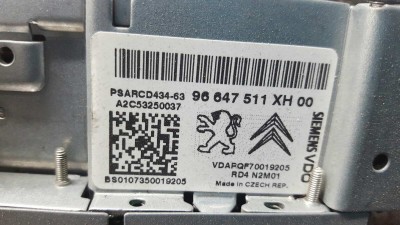 PSARCD434-63 96 647 511 XH 00
A2C53250037
SIEMENS VDO
VDAPQF70019205
RD4 N2M01
BS0107350019205 Made in CZECH REP.